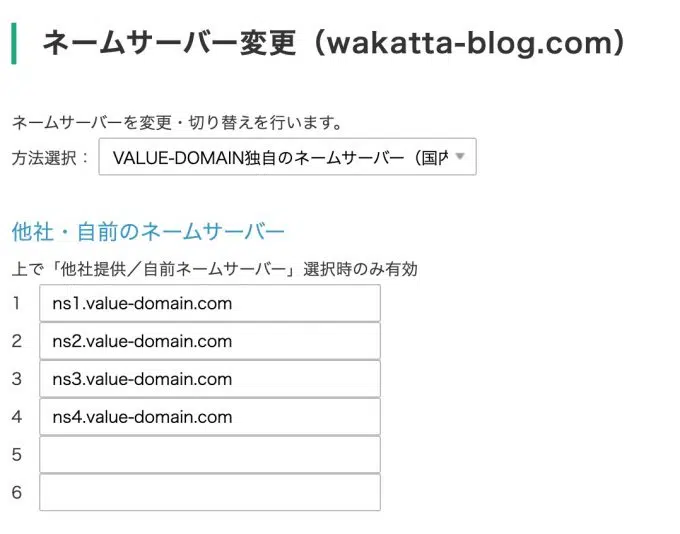 ネームサーバー変更（wakatta-blog.com）
ネームサーバーを変更・切り替えを行います。
方法選択： VALUE-DOMAIN独自のネームサーバー（国内
他社・自前のネームサーバー
上で「他社提供／自前ネームサーバー」選択時のみ有効
1 ns1.value-domain.com
2 ns2.value-domain.com
3 ns3.value-domain.com
4 ns4.value-domain.com
5
6